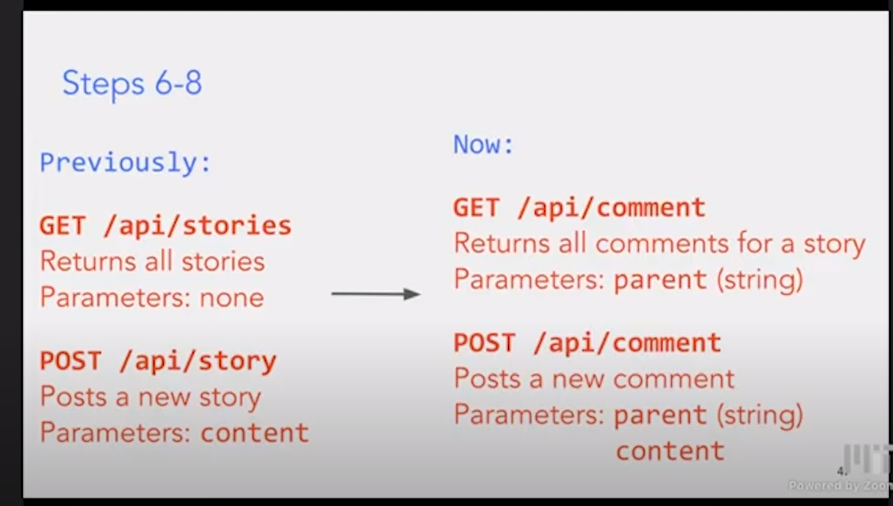 Steps 6-8
Previously:
GET /api/stories
Returns all stories
Parameters: none
POST /api/story
Posts a new story
Parameters: content
Now:
GET /api/comment
Returns all comments for a story
Parameters: parent (string)
POST /api/comment
Posts a new comment
Parameters: parent (string)
content
4.
Powered by Zoom